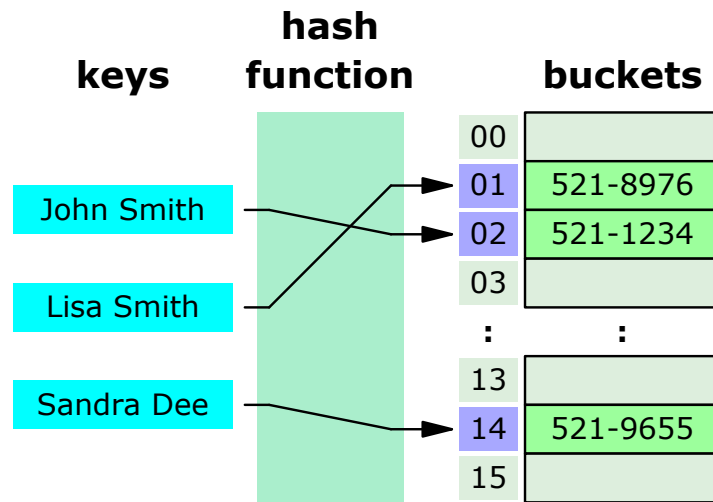 hash
keys function buckets
00
01 521-8976
John Smith
02 521-1234
03
Lisa Smith
: :
13
Sandra Dee
14 521-9655
15